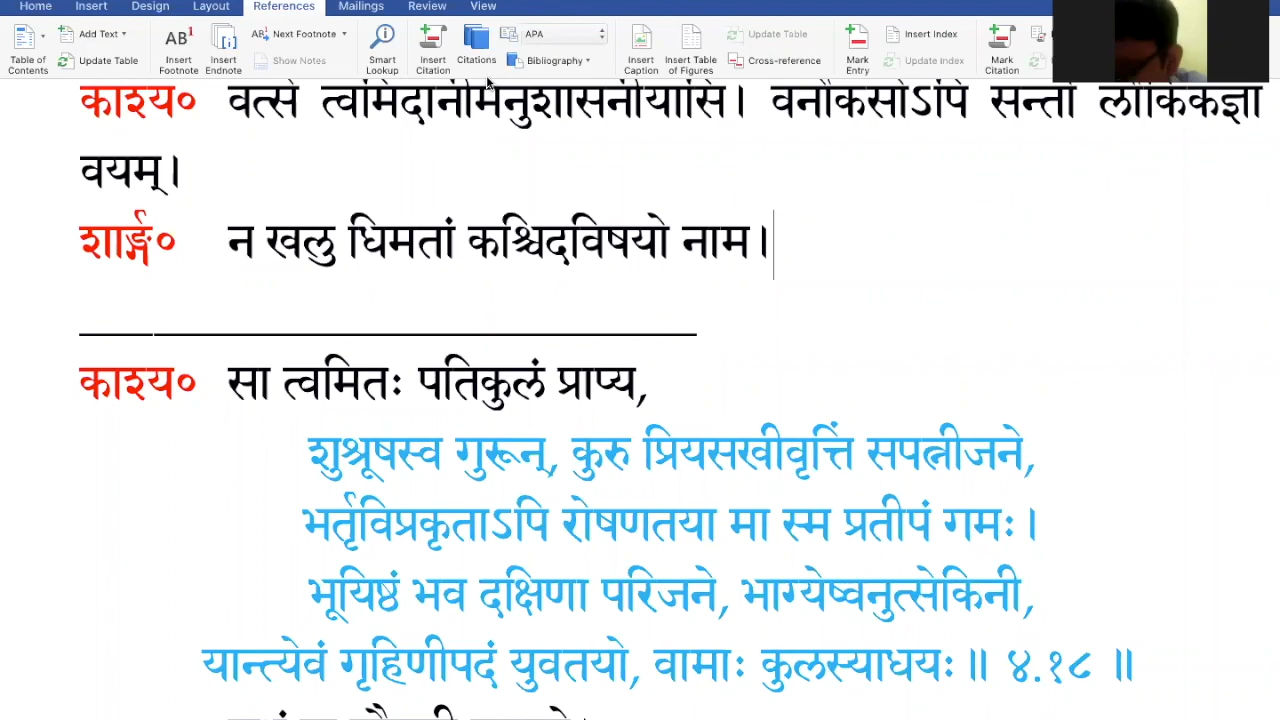 Home Insert Design Layout References Mailings Review View
Table of Contents Add Text Update Table AB¹ Insert Footnote [i] Insert Endnote AB¹ Next Footnote Show Notes Smart Lookup Insert Citation Citations APA Bibliography Insert Caption Insert Table of Figures Update Table Cross-reference Mark Entry Insert Index Update Index Mark Citation
काश्य० वत्से त्वमिदानीमनुशासनीयासि। वनौकसोऽपि सन्तो लौकिकज्ञा
वयम्।
शार्ङ्ग० न खलु धिमतां कश्चिदविषयो नाम।
काश्य० सा त्वमितः पतिकुलं प्राप्य,
शुश्रूषस्व गुरून्, कुरु प्रियसखीवृत्तिं सपत्नीजने,
भर्तृविप्रकृताऽपि रोषणतया मा स्म प्रतीपं गमः।
भूयिष्ठं भव दक्षिणा परिजने, भाग्येष्वनुत्सेकिनी,
यान्त्येवं गृहिणीपदं युवतयो, वामाः कुलस्याधयः॥ ४.१८ ॥